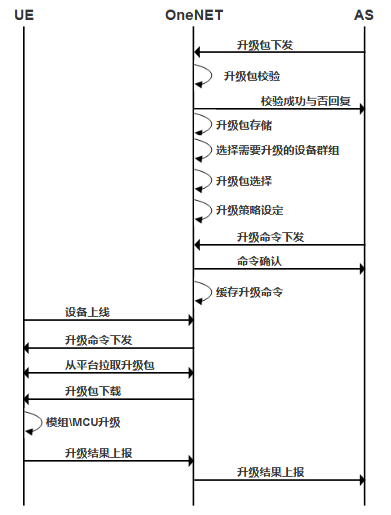 UE OneNET AS
升级包下发
升级包校验
校验成功与否回复
升级包存储
选择需要升级的设备群组
升级包选择
升级策略设定
升级命令下发
命令确认
缓存升级命令
设备上线
升级命令下发
从平台拉取升级包
升级包下载
模组\MCU升级
升级结果上报
升级结果上报